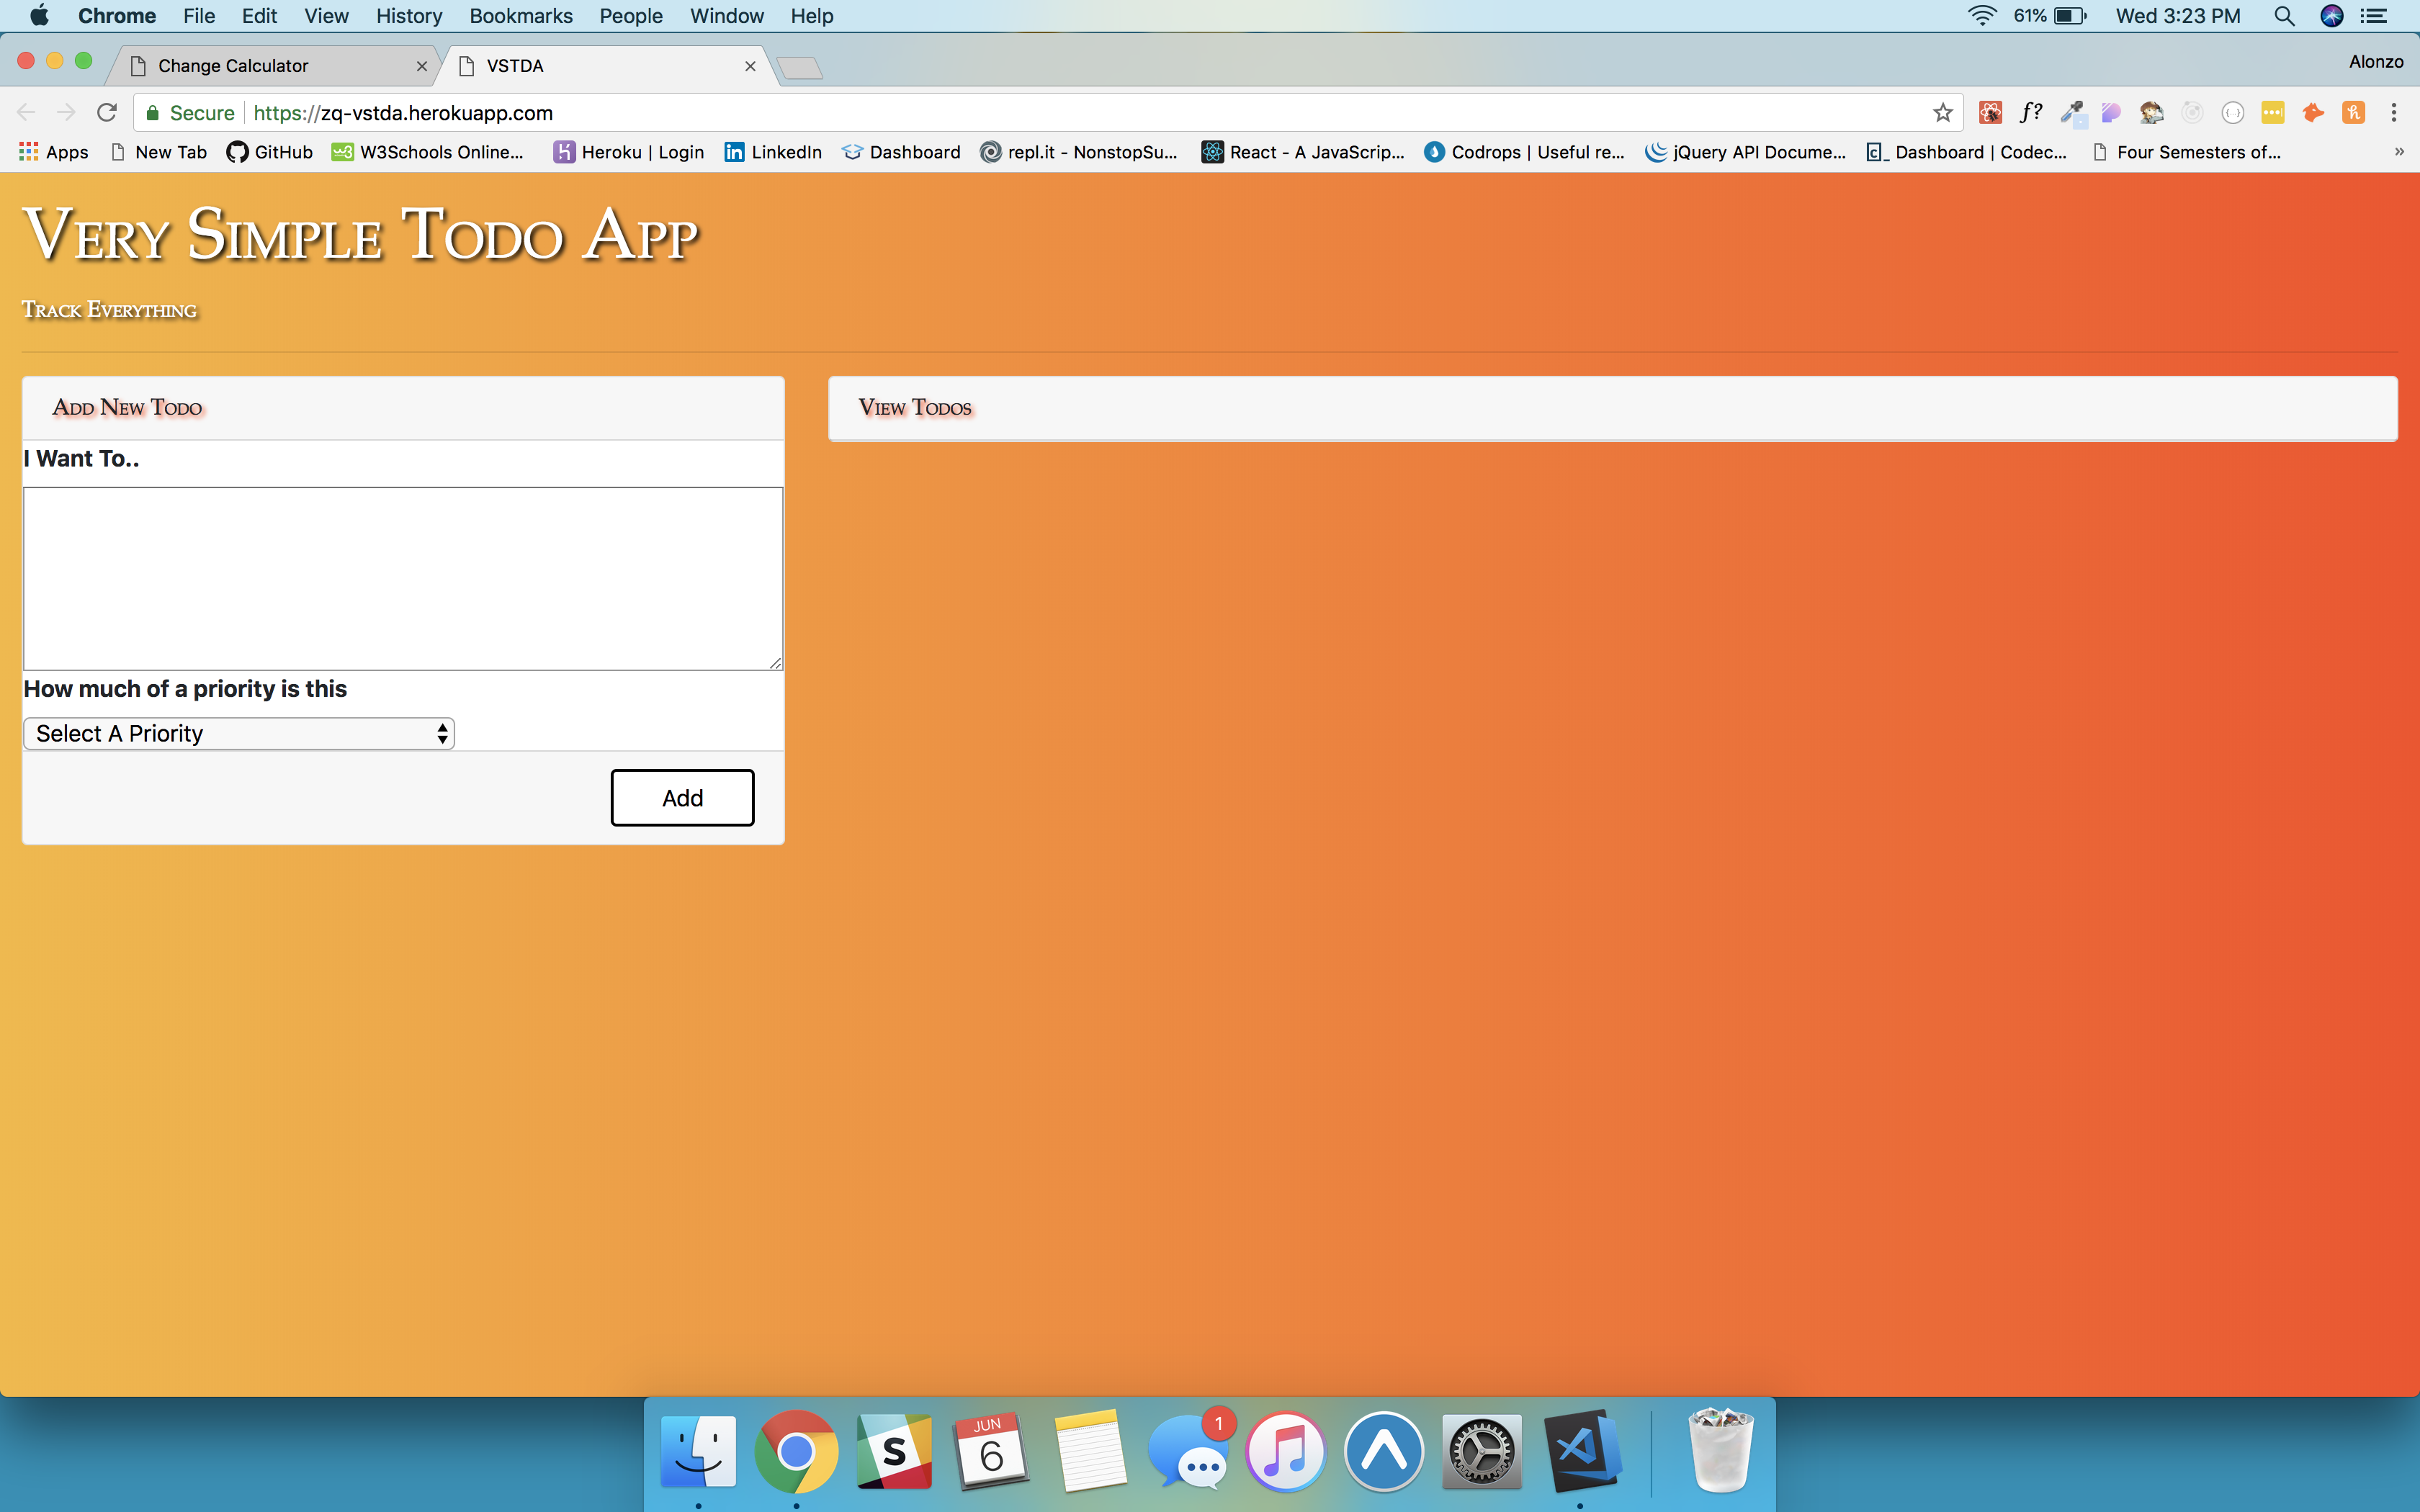 Chrome File Edit View History Bookmarks People Window Help 61% Wed 3:23 PM
Change Calculator VSTDA Alonzo
Secure https://zq-vstda.herokuapp.com f?
Apps New Tab GitHub W3Schools Online... Heroku | Login LinkedIn Dashboard repl.it - NonstopSu... React - A JavaScrip... Codrops | Useful re... jQuery API Docume... Dashboard | Codec... Four Semesters of... »
Very Simple Todo App
Track Everything
Add New Todo
View Todos
I Want To..
How much of a priority is this
Select A Priority
Add
JUN
6
S
1